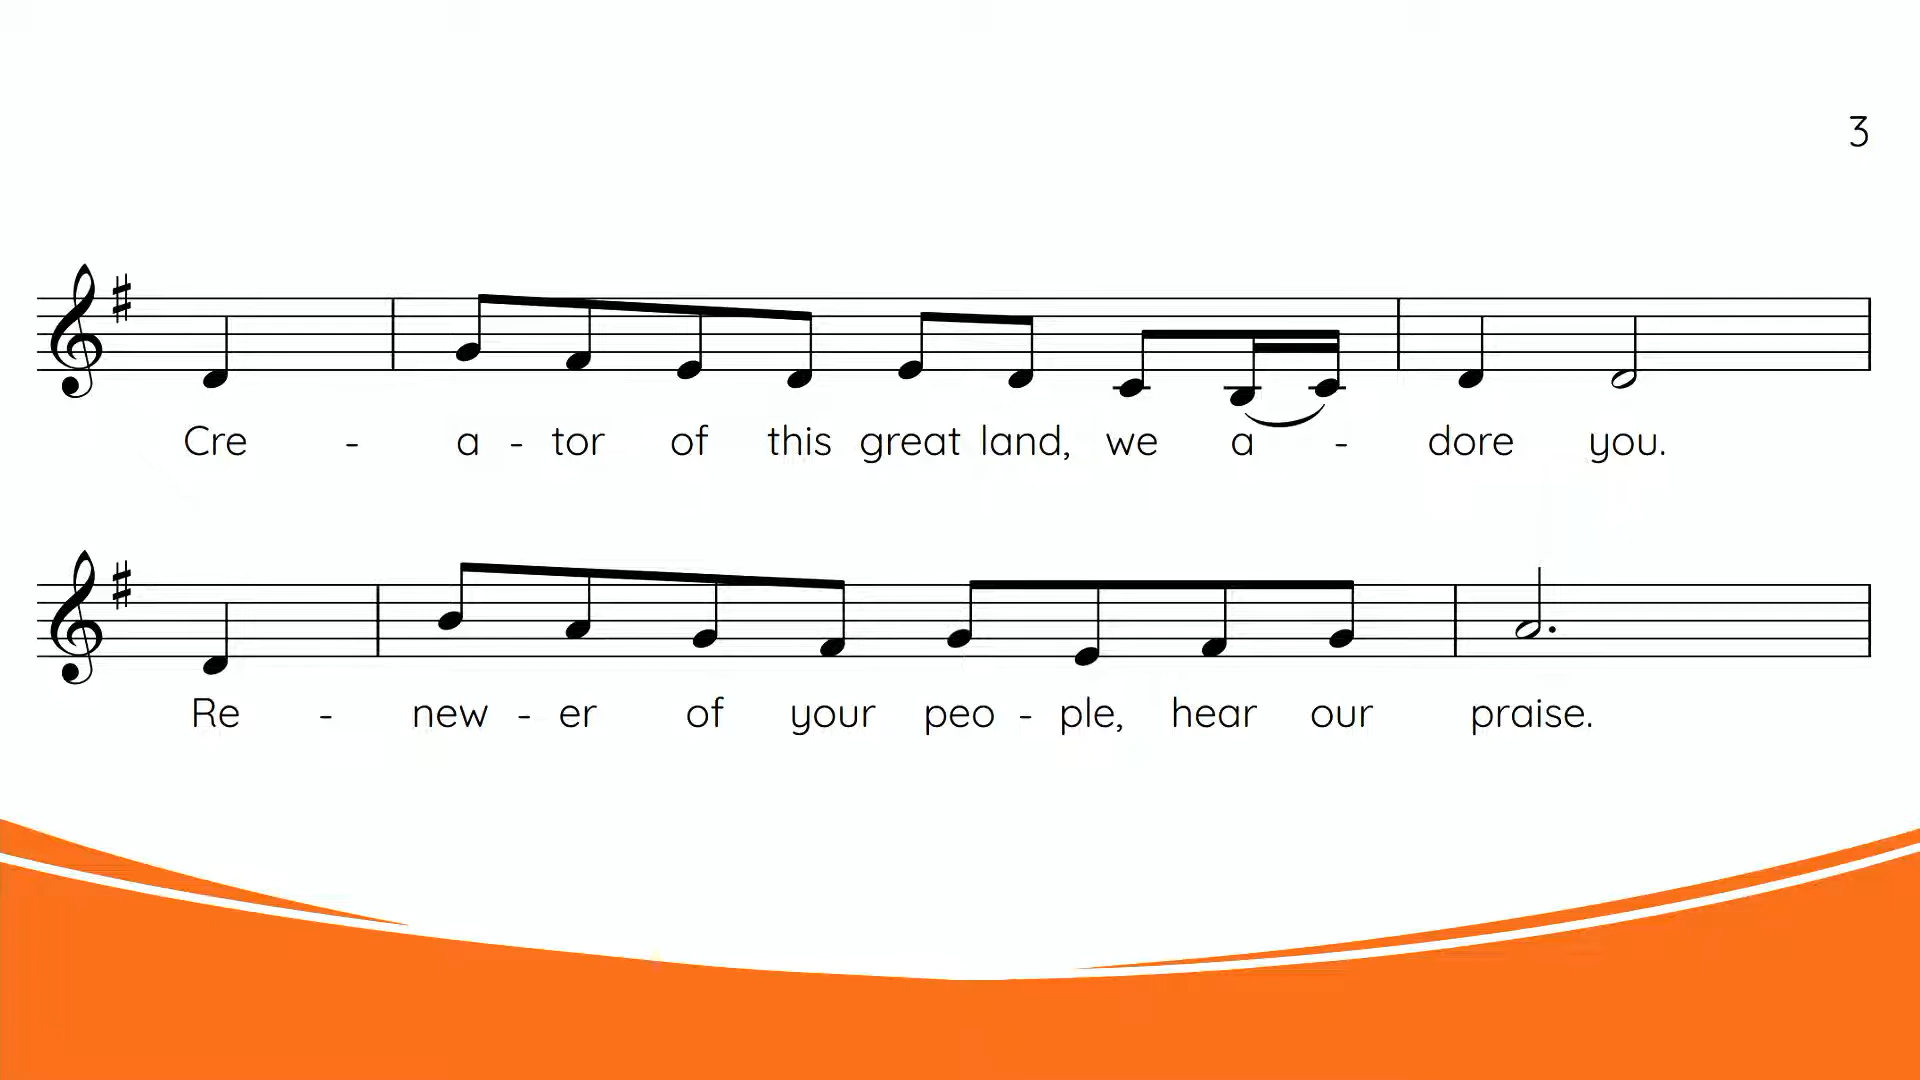 3
Cre - a - tor of this great land, we a - dore you.
Re - new - er of your peo - ple, hear our praise.